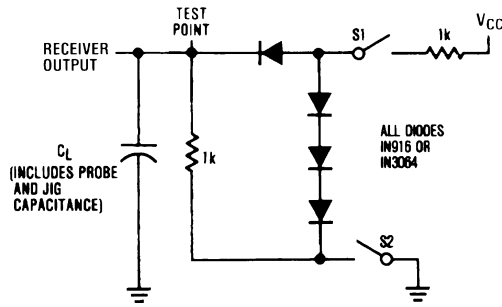 TEST
POINT
RECEIVER
OUTPUT
S1
1k
VCC
CL
(INCLUDES PROBE
AND JIG
CAPACITANCE)
1k
ALL DIODES
IN916 OR
IN3064
S2